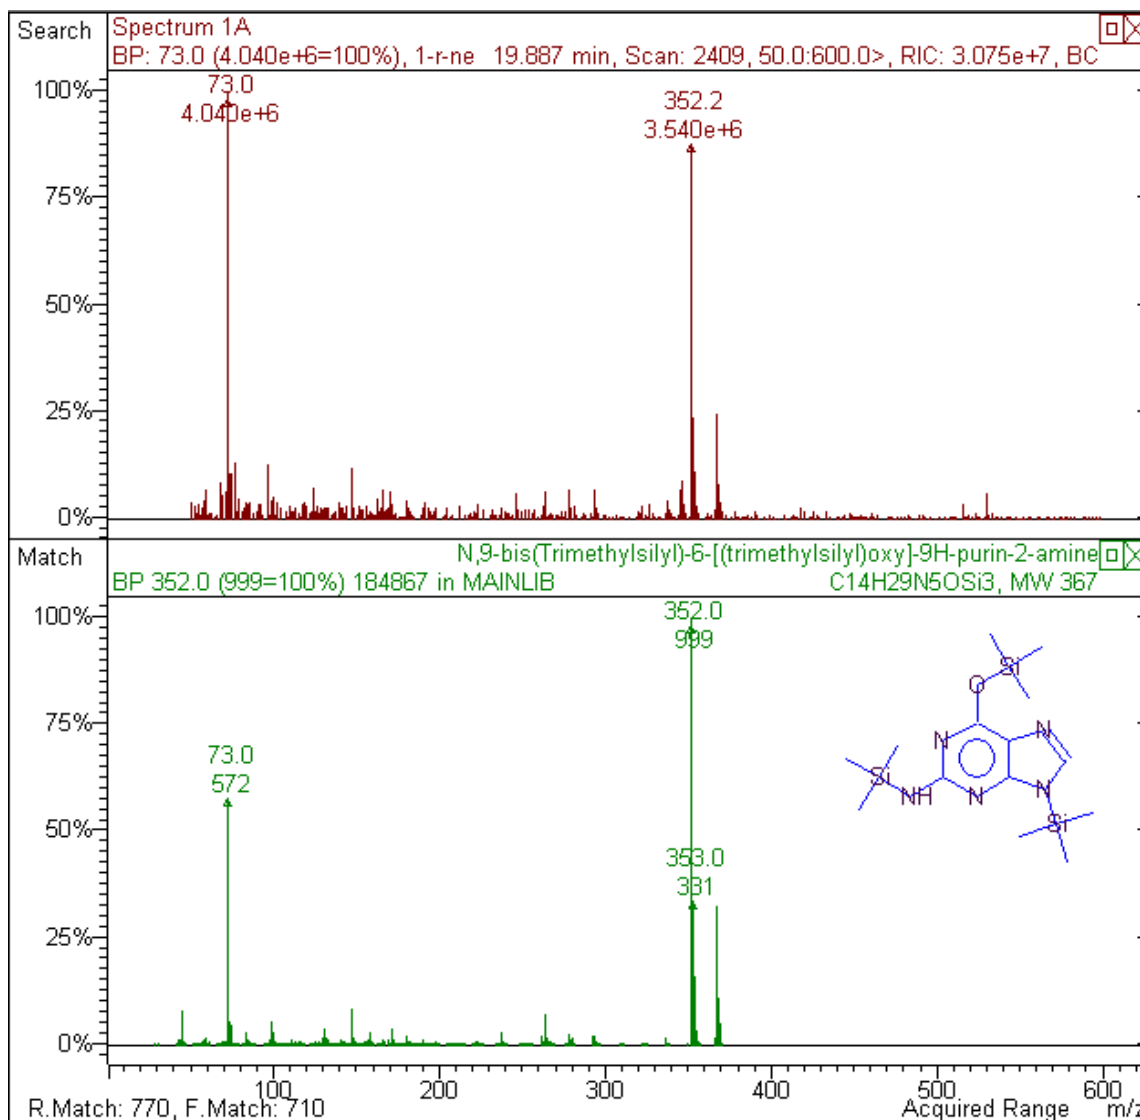 Search
Spectrum 1A
BP: 73.0 (4.040e+6=100%), 1-r-ne 19.887 min, Scan: 2409, 50.0:600.0>, RIC: 3.075e+7, BC
100%
73.0
4.040e+6
352.2
3.540e+6
75%
50%
25%
0%
Match
N,9-bis(Trimethylsilyl)-6-[(trimethylsilyl)oxy]-9H-purin-2-amine
BP 352.0 (999=100%) 184867 in MAINLIB
C14H29N5OSi3, MW 367
100%
352.0
999
Si
O
75%
73.0
572
N
N
Si
NH
N
N
Si
50%
353.0
331
25%
0%
100
200
300
400
500
600
R.Match: 770, F.Match: 710
Acquired Range
m/z